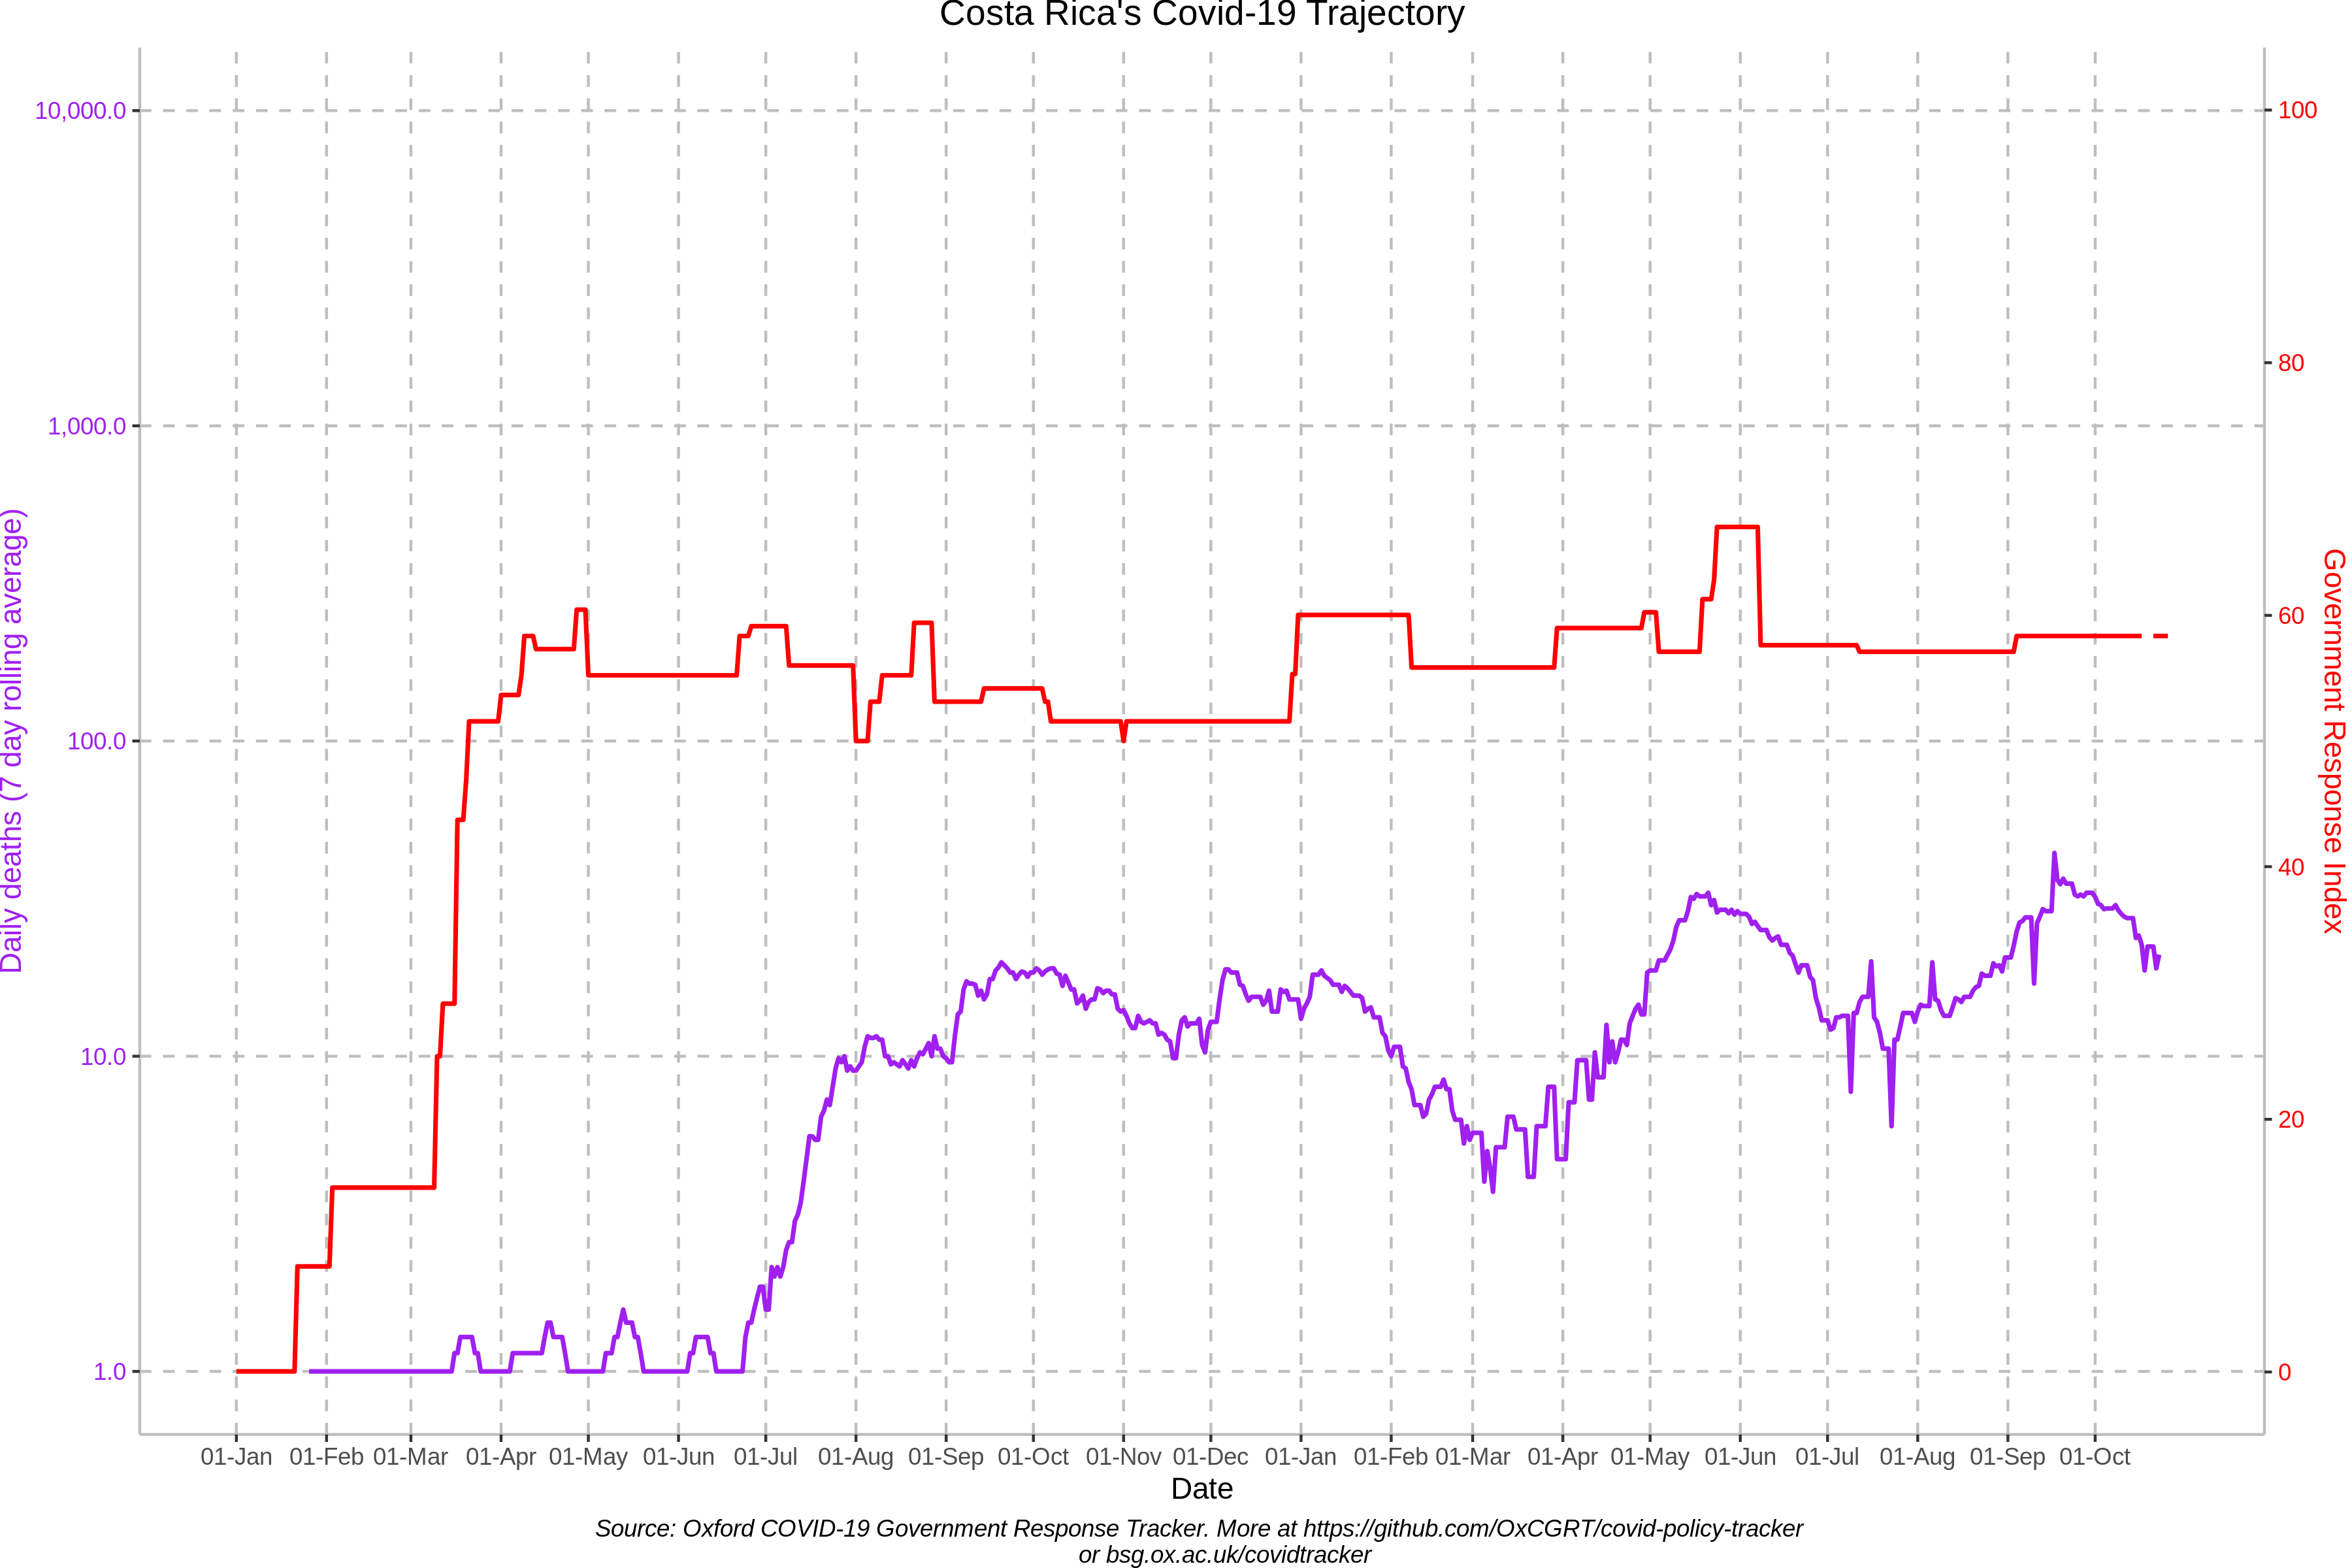 Costa Rica's Covid-19 Trajectory
Daily deaths (7 day rolling average)
10,000.0
1,000.0
100.0
10.0
1.0
100
80
60
40
20
0
Government Response Index
01-Jan 01-Feb 01-Mar 01-Apr 01-May 01-Jun 01-Jul 01-Aug 01-Sep 01-Oct 01-Nov 01-Dec 01-Jan 01-Feb 01-Mar 01-Apr 01-May 01-Jun 01-Jul 01-Aug 01-Sep 01-Oct
Date
Source: Oxford COVID-19 Government Response Tracker. More at https://github.com/OxCGRT/covid-policy-tracker
or bsg.ox.ac.uk/covidtracker